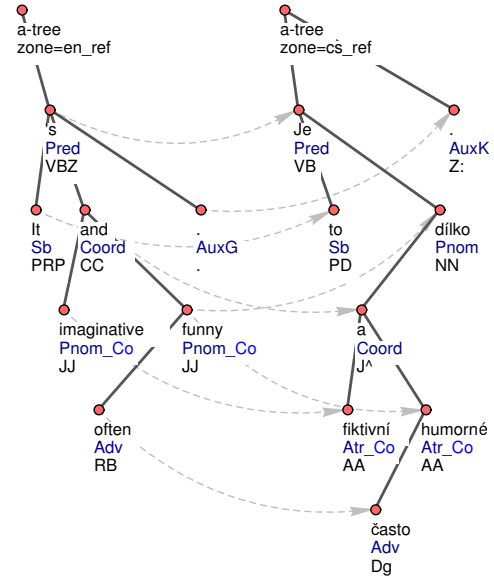 a-tree
zone=en_ref
a-tree
zone=cs_ref
's
Pred
VBZ
Je
Pred
VB
.
AuxK
Z:
It
Sb
PRP
and
Coord
CC
.
AuxG
.
to
Sb
PD
dílko
Pnom
NN
imaginative
Pnom_Co
JJ
funny
Pnom_Co
JJ
a
Coord
J^
often
Adv
RB
fiktivní
Atr_Co
AA
humorné
Atr_Co
AA
často
Adv
Dg